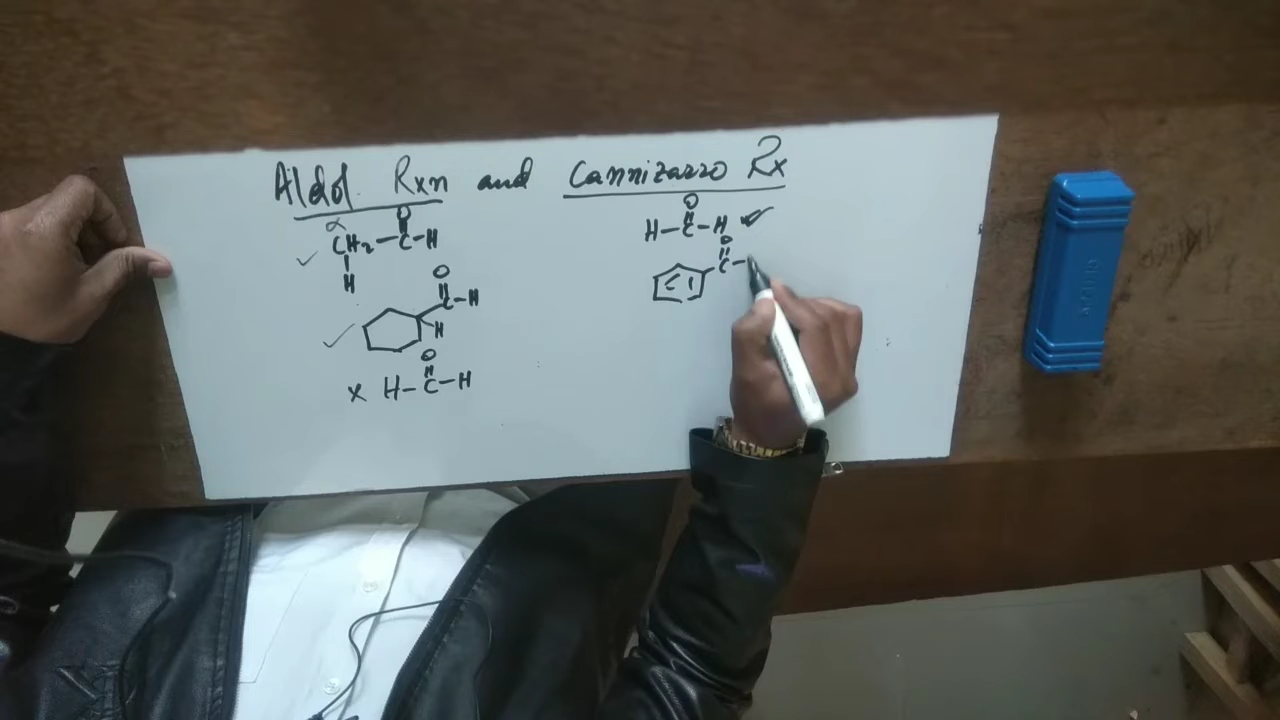 Aldol Rxn and Cannizarro Rx
α O
CH2-C-H
H
O
C-H
H
O
x H-C-H
O
H-C-H
O
C-